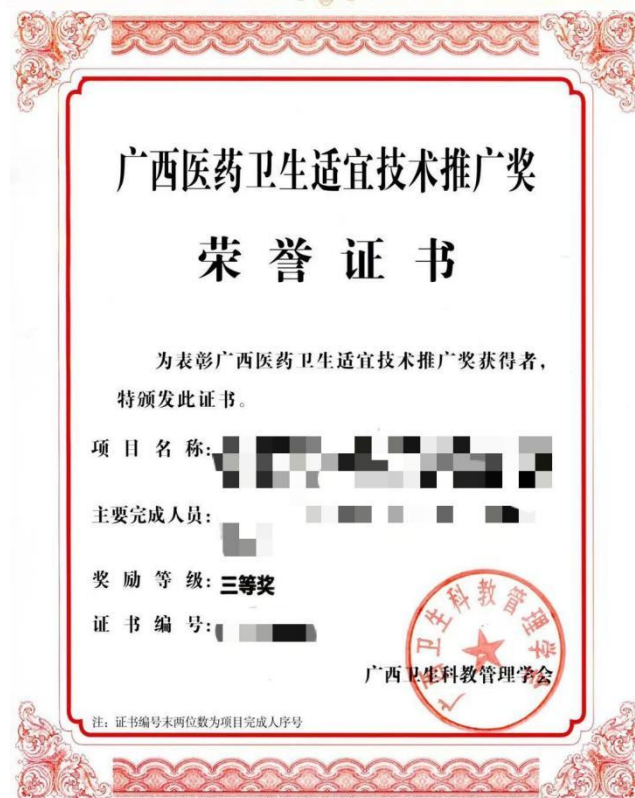 广西医药卫生适宜技术推广奖
荣誉证书
为表彰广西医药卫生适宜技术推广奖获得者，
特颁发此证书。
项目名称:
主要完成人员:
奖励等级: 三等奖
证书编号:
广西卫生科教管理学会
广西卫生科教管理学会
注: 证书编号末两位数为项目完成人序号